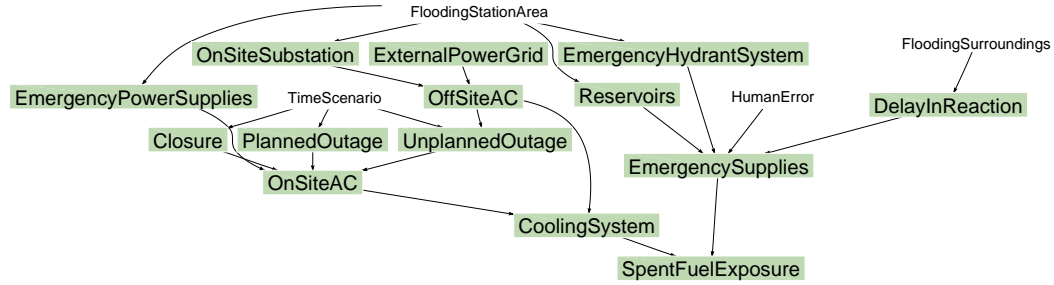 FloodingStationArea
OnSiteSubstation
ExternalPowerGrid
EmergencyHydrantSystem
FloodingSurroundings
EmergencyPowerSupplies
TimeScenario
OffSiteAC
Reservoirs
HumanError
DelayInReaction
Closure
PlannedOutage
UnplannedOutage
EmergencySupplies
OnSiteAC
CoolingSystem
SpentFuelExposure